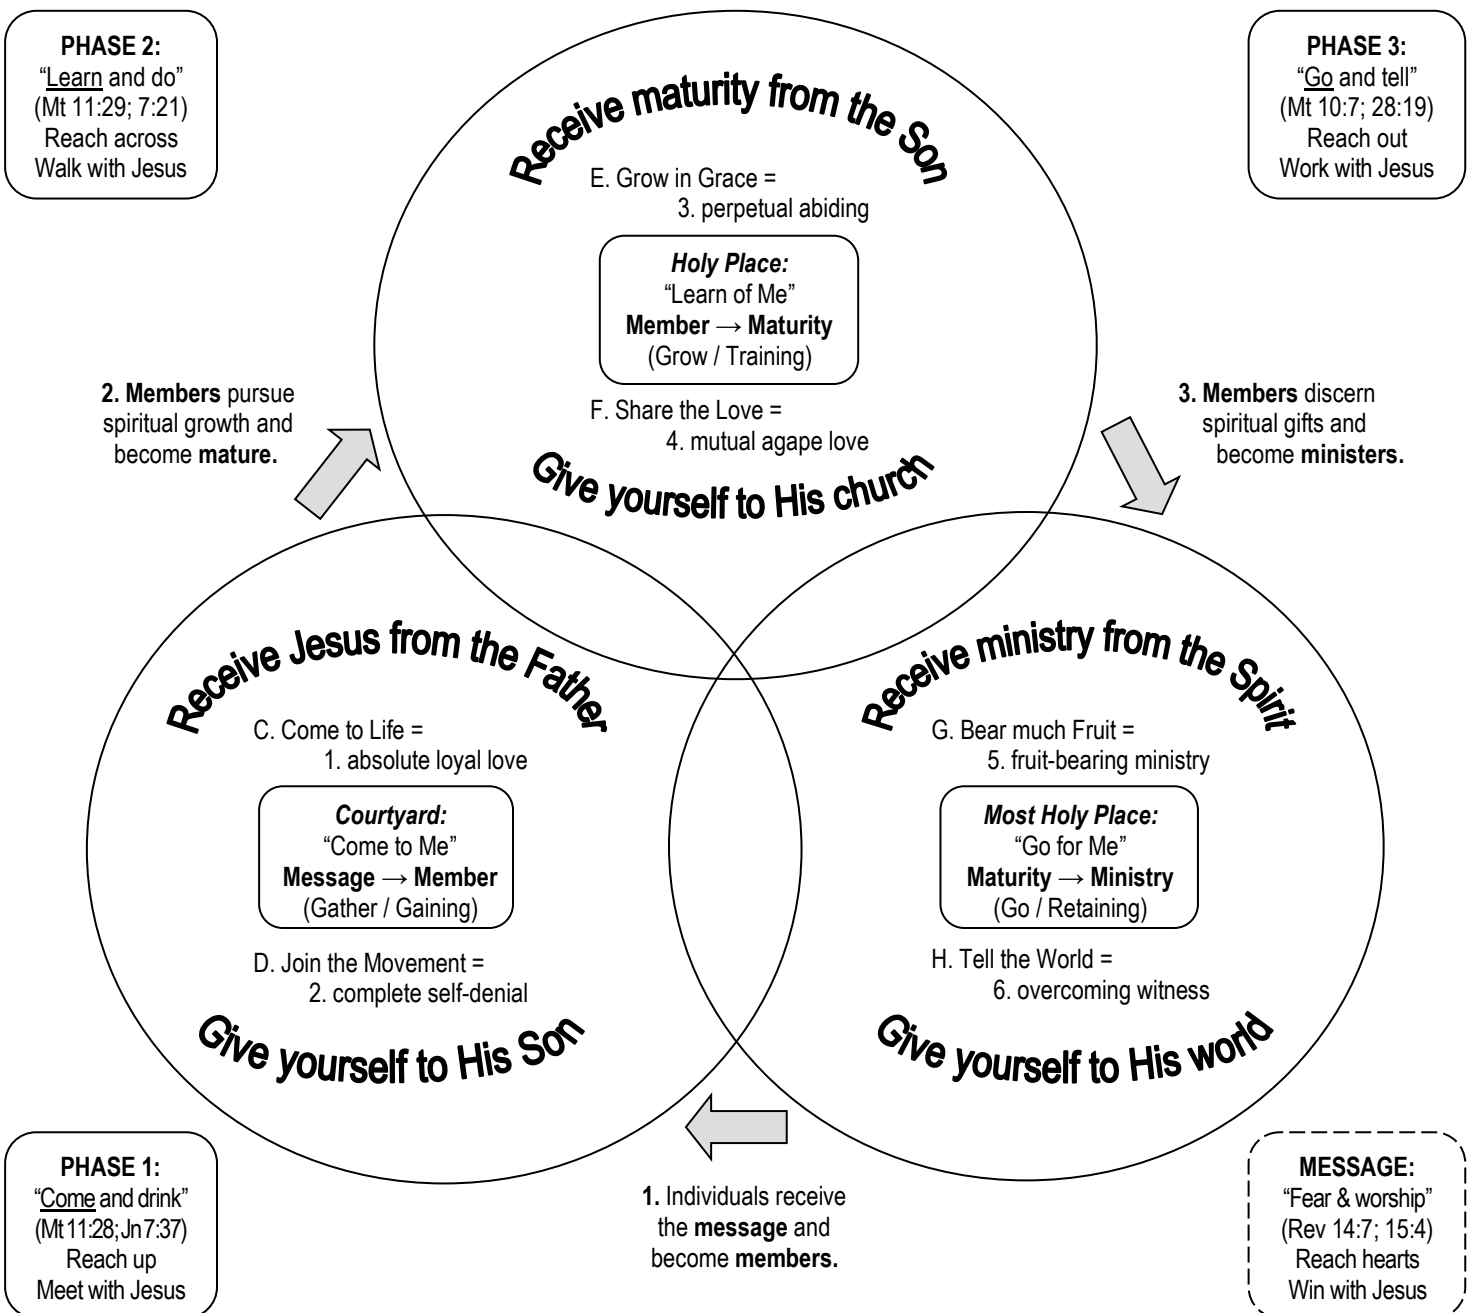 PHASE 2:
“Learn and do”
(Mt 11:29; 7:21)
Reach across
Walk with Jesus
PHASE 3:
“Go and tell”
(Mt 10:7; 28:19)
Reach out
Work with Jesus
Receive maturity from the Son
E. Grow in Grace =
3. perpetual abiding
Holy Place:
“Learn of Me”
Member → Maturity
(Grow / Training)
F. Share the Love =
4. mutual agape love
Give yourself to His church
2. Members pursue
spiritual growth and
become mature.
3. Members discern
spiritual gifts and
become ministers.
Receive Jesus from the Father
C. Come to Life =
1. absolute loyal love
Courtyard:
“Come to Me”
Message → Member
(Gather / Gaining)
D. Join the Movement =
2. complete self-denial
Give yourself to His Son
Receive ministry from the Spirit
G. Bear much Fruit =
5. fruit-bearing ministry
Most Holy Place:
“Go for Me”
Maturity → Ministry
(Go / Retaining)
H. Tell the World =
6. overcoming witness
Give yourself to His world
PHASE 1:
“Come and drink”
(Mt 11:28; Jn 7:37)
Reach up
Meet with Jesus
1. Individuals receive
the message and
become members.
MESSAGE:
“Fear & worship”
(Rev 14:7; 15:4)
Reach hearts
Win with Jesus